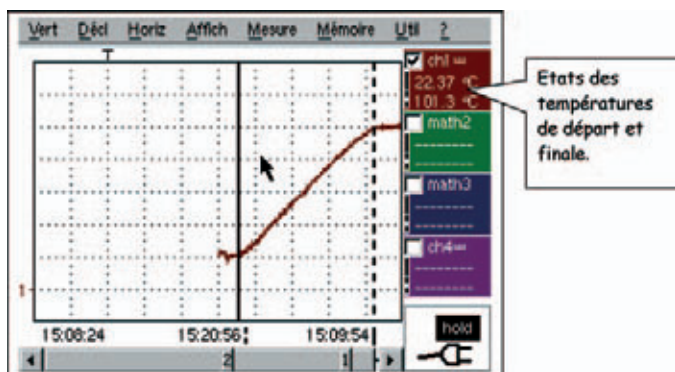 Vert Décl Horiz Affich Mesure Mémoire Util ?
T
ch1
22.37 °C
101.3 °C
math2
math3
ch4
Etats des
températures
de départ et
finale.
1
15:08:24 15:20:56 15:09:54
2 1
hold